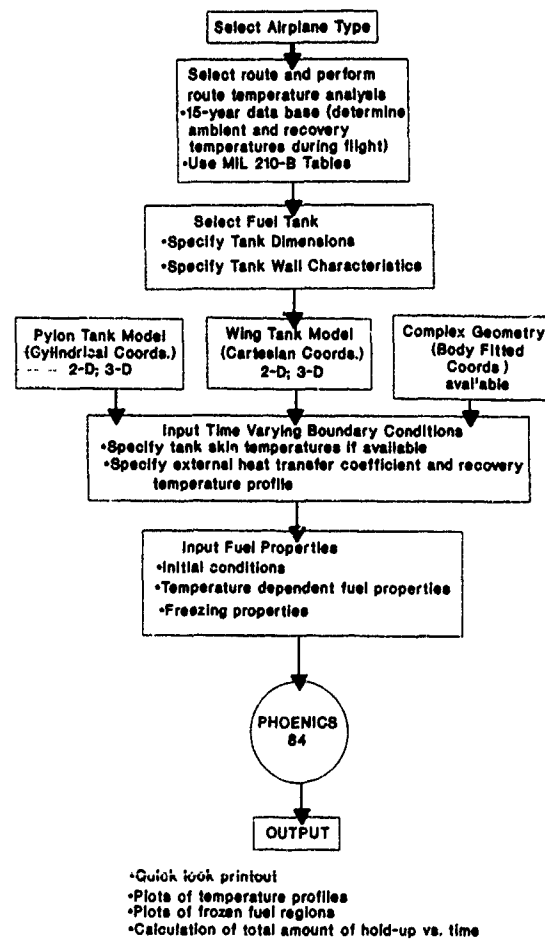 Select Airplane Type
Select route and perform
route temperature analysis
•15-year data base (determine
ambient and recovery
temperatures during flight)
•Use MIL 210-B Tables
Select Fuel Tank
•Specify Tank Dimensions
•Specify Tank Wall Characteristics
Pylon Tank Model
(Cylindrical Coords.)
2-D; 3-D
Wing Tank Model
(Cartesian Coords.)
2-D; 3-D
Complex Geometry
(Body Fitted
Coords)
available
Input Time Varying Boundary Conditions
•Specify tank skin temperatures if available
•Specify external heat transfer coefficient and recovery
temperature profile
Input Fuel Properties
•Initial conditions
•Temperature dependent fuel properties
•Freezing properties
PHOENICS
84
OUTPUT
•Quick look printout
•Plots of temperature profiles
•Plots of frozen fuel regions
•Calculation of total amount of hold-up vs. time